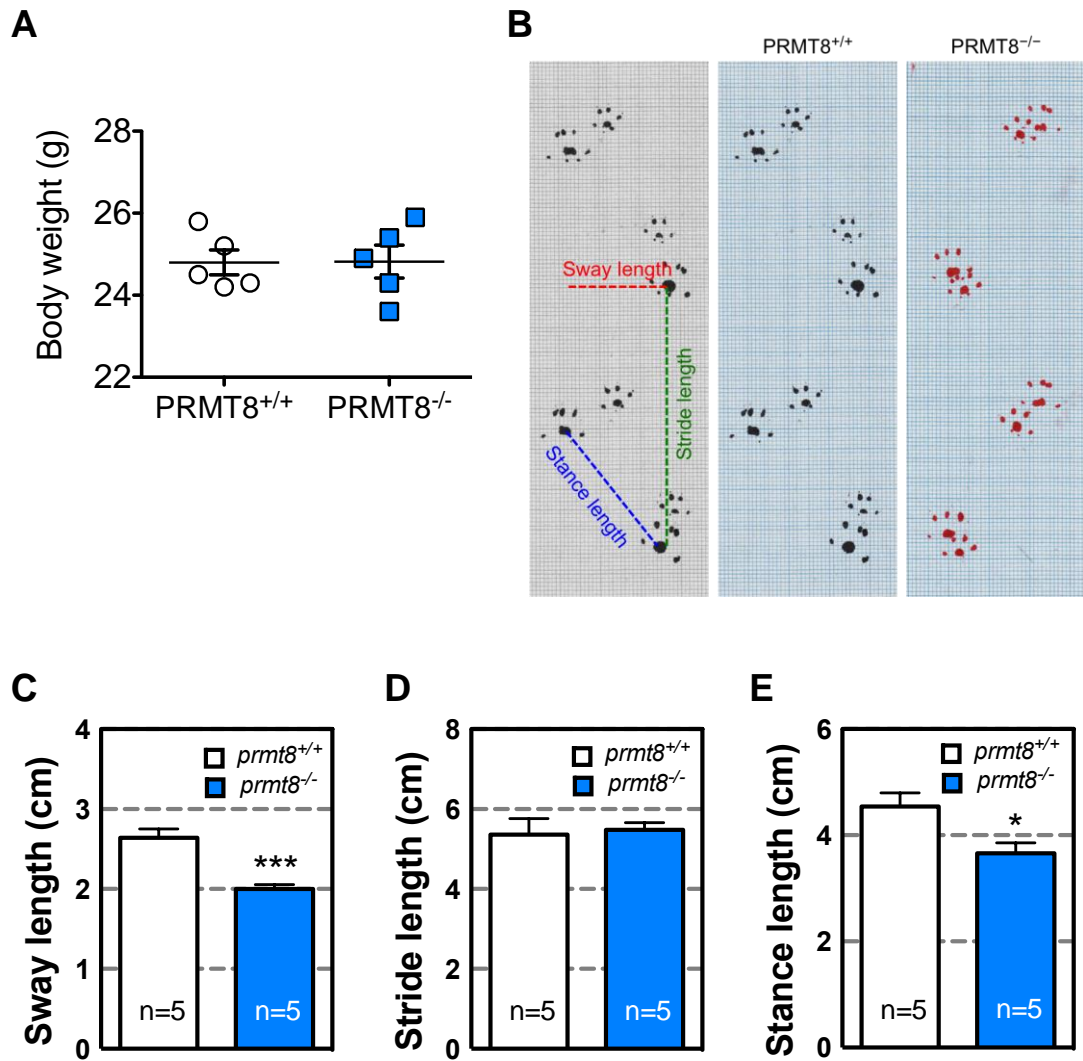 A
Body weight (g)
28
26
24
22
PRMT8+/+
PRMT8-/-
B
PRMT8+/+
PRMT8−/−
Sway length
Stride length
Stance length
C
Sway length (cm)
4
3
2
1
0
prmt8+/+
prmt8-/-
***
n=5
n=5
D
Stride length (cm)
8
6
4
2
0
prmt8+/+
prmt8-/-
n=5
n=5
E
Stance length (cm)
6
4
2
0
prmt8+/+
prmt8-/-
*
n=5
n=5